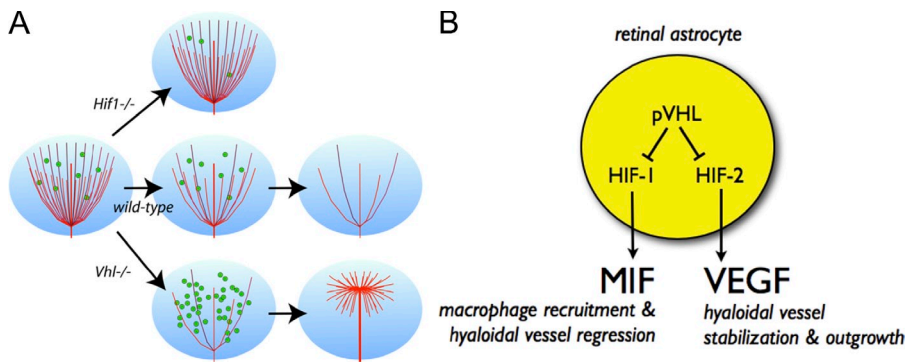 A
Hif1-/-
wild-type
Vhl-/-
B
retinal astrocyte
pVHL
HIF-1 HIF-2
MIF VEGF
macrophage recruitment &
hyaloidal vessel regression
hyaloidal vessel
stabilization & outgrowth